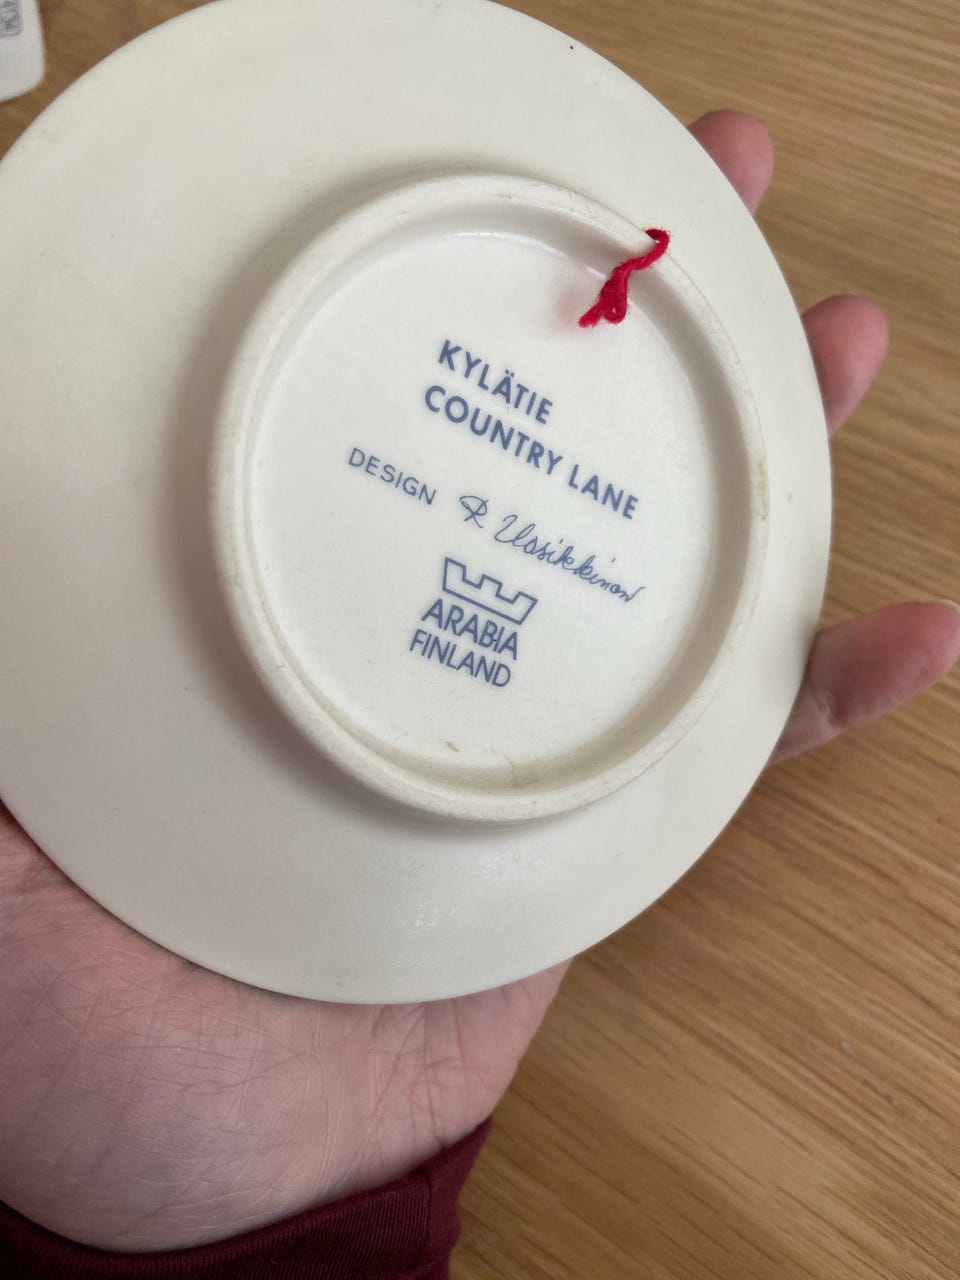 KYLÄTIE
COUNTRY LANE
DESIGN R Uosikkinen
ARABIA
FINLAND